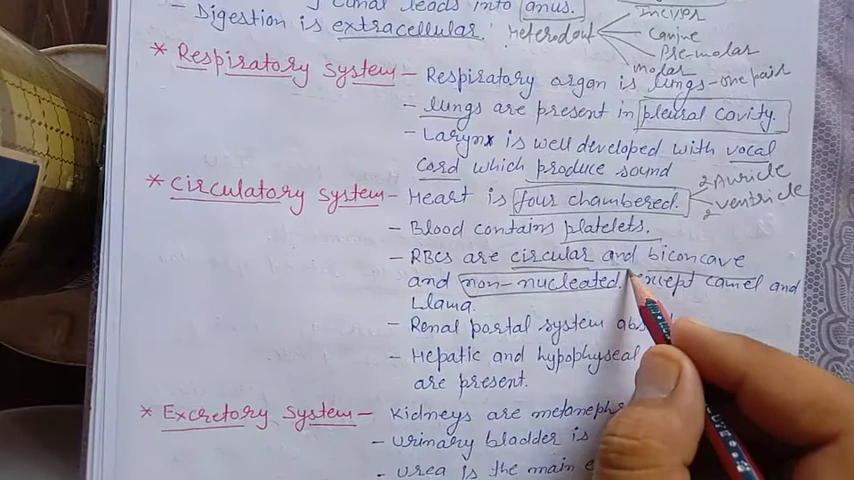 canal leads into anus.
- Digestion is extracellular.
Heterodont
Incisor
Canine
Pre-molar
molar
* Respiratory system - Respiratory organ is lungs - one pair
- lungs are present in pleural cavity.
- Larynx is well developed with vocal
cord which produce sound
* Circulatory system - Heart is four chambered.
2 Auricle
2 ventricle
- Blood contains platelets.
- RBCs are circular and biconcave
and non-nucleated. except camel and
Llama.
- Renal portal system
- Hepatic and hypophyseal
are present.
* Excretory system - Kidneys are
- urinary bladder is
- urea is the main